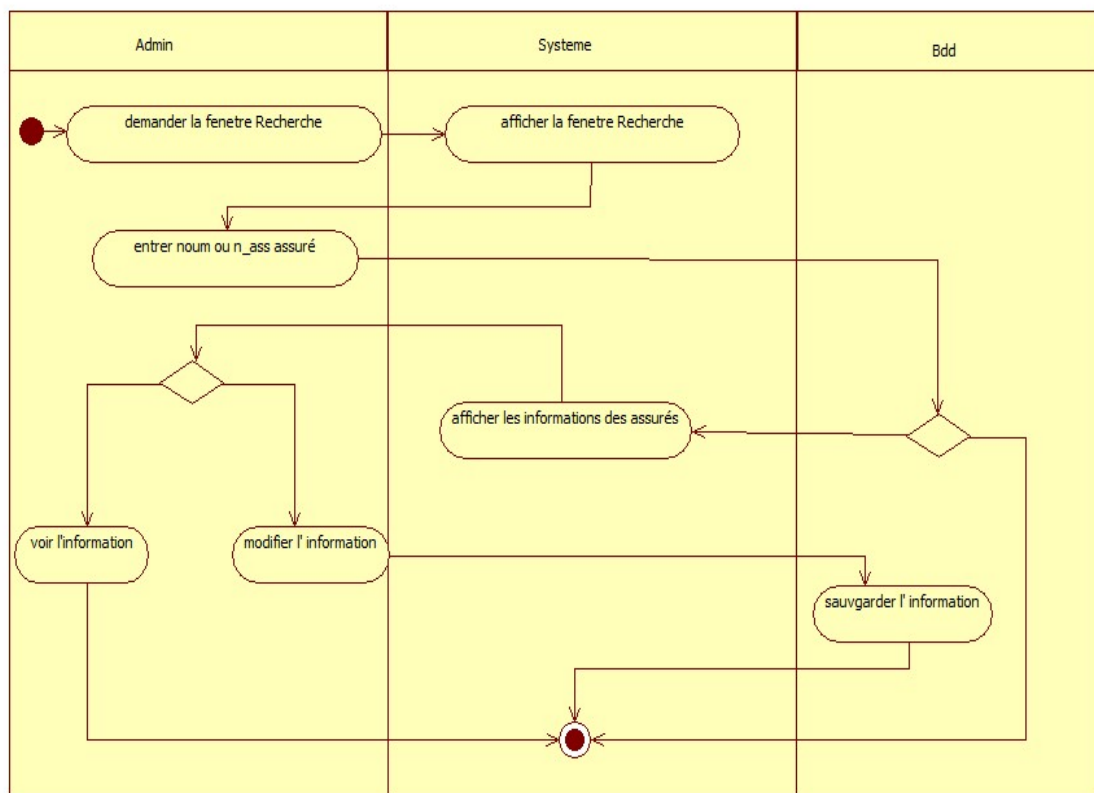 Admin
Systeme
Bdd
demander la fenetre Recherche
afficher la fenetre Recherche
entrer noum ou n_ass assuré
afficher les informations des assurés
voir l'information
modifier l' information
sauvgarder l' information